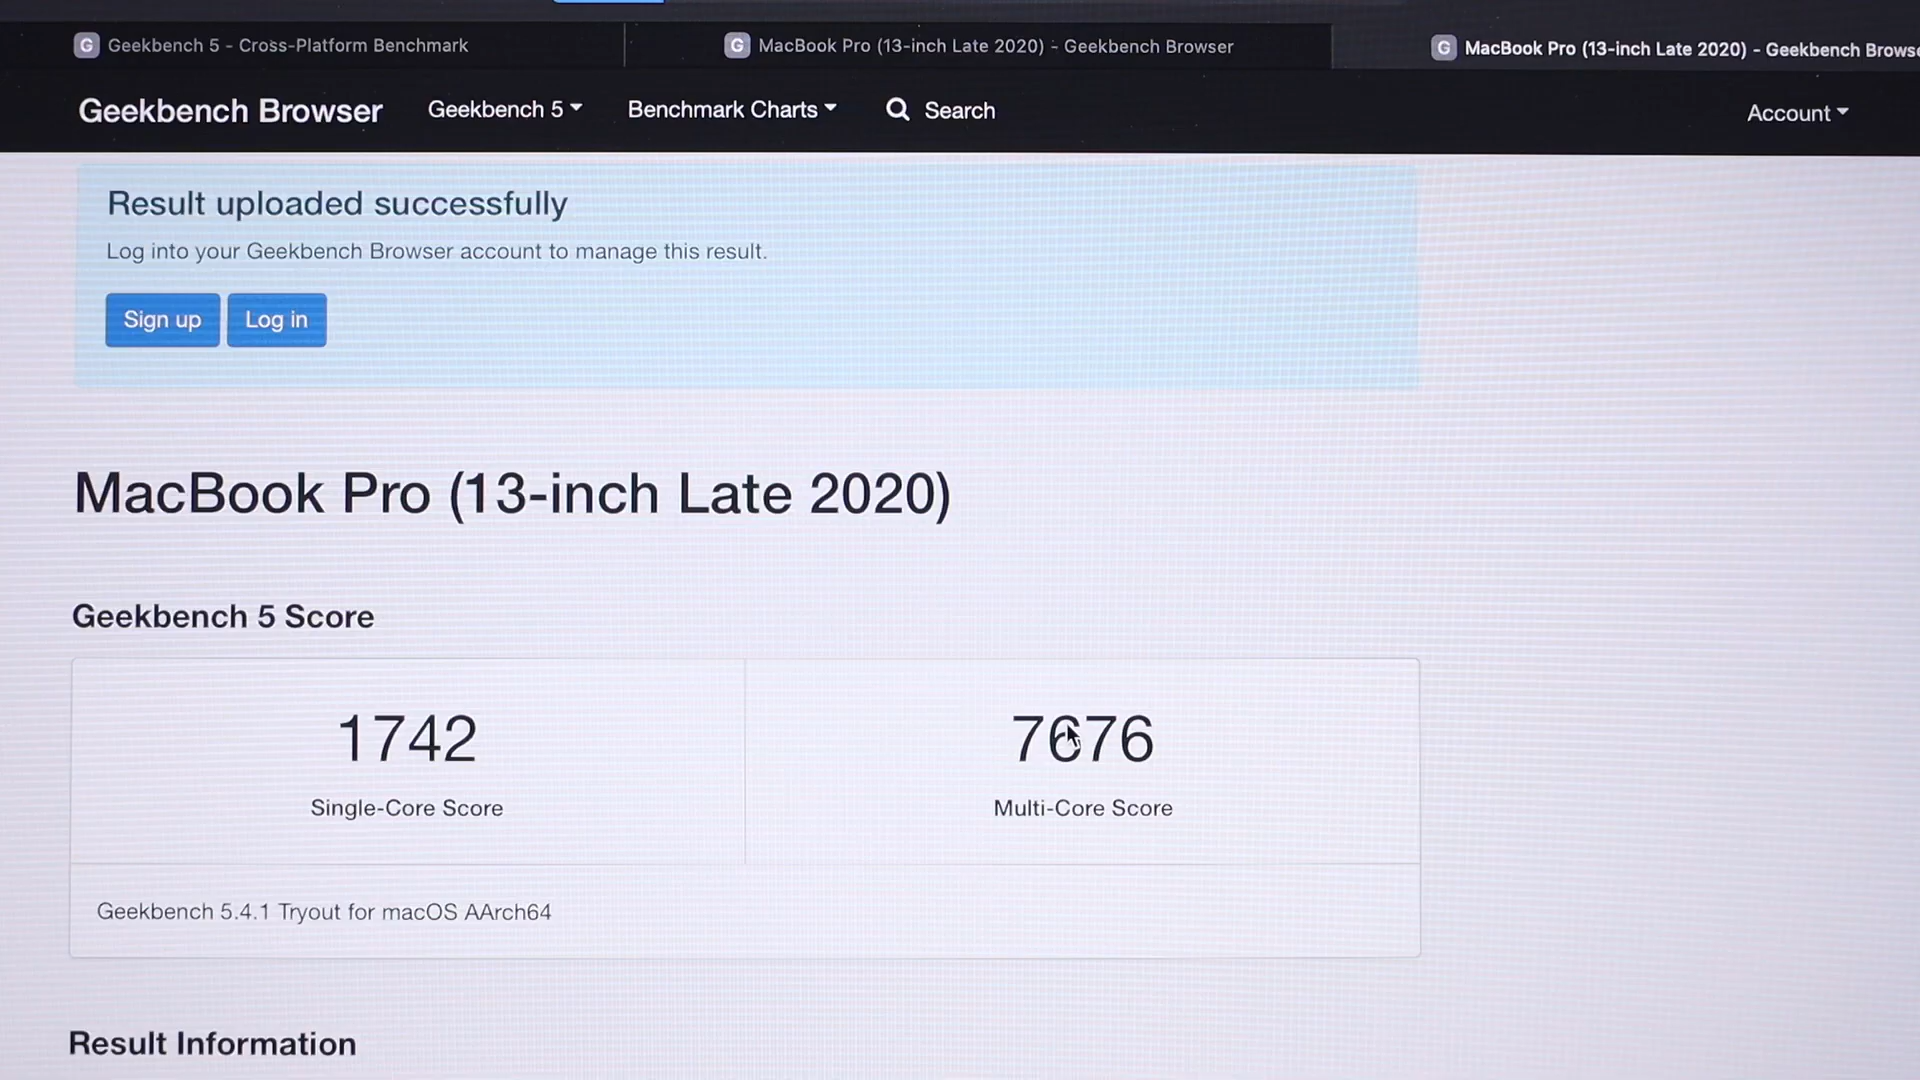 G Geekbench 5 - Cross-Platform Benchmark
G MacBook Pro (13-inch Late 2020) - Geekbench Browser
G MacBook Pro (13-inch Late 2020) - Geekbench Browse
Geekbench Browser Geekbench 5 Benchmark Charts Search Account
Result uploaded successfully
Log into your Geekbench Browser account to manage this result.
Sign up Log in
MacBook Pro (13-inch Late 2020)
Geekbench 5 Score
1742 7676
Single-Core Score Multi-Core Score
Geekbench 5.4.1 Tryout for macOS AArch64
Result Information